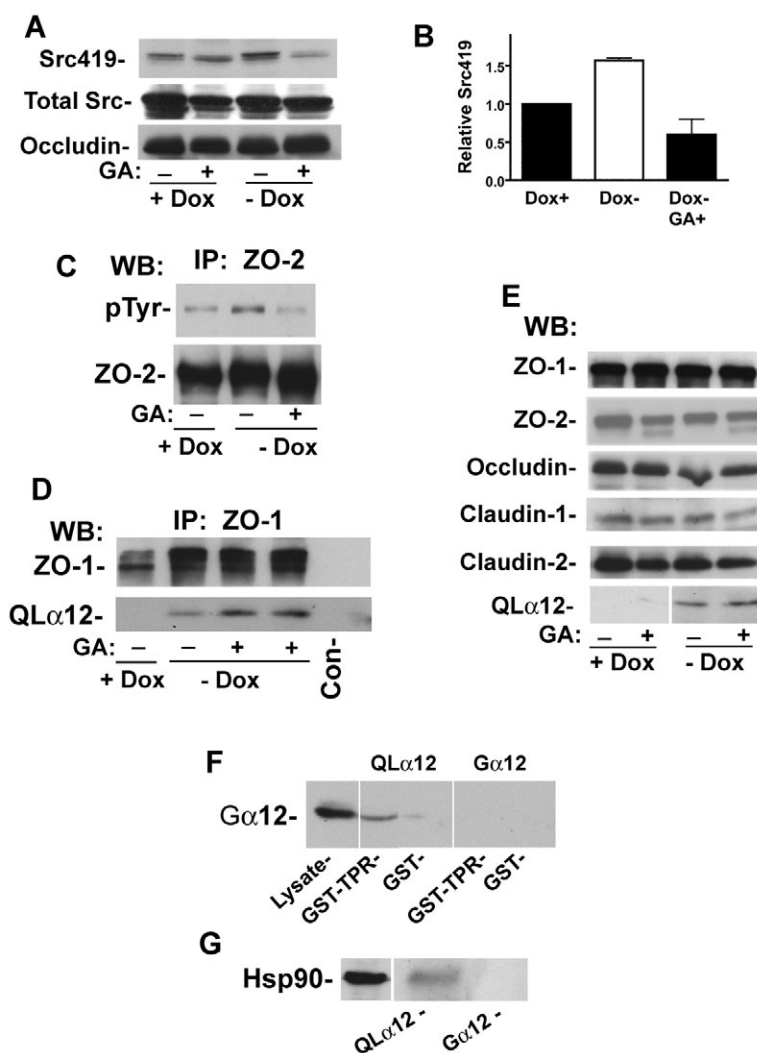 A
Src419-
Total Src-
Occludin-
GA: – + – +
+ Dox - Dox
B
Relative Src419
1.5
1.0
0.5
0.0
Dox+ Dox- Dox-
GA+
C
WB: IP: ZO-2
pTyr-
ZO-2-
GA: – – +
+ Dox - Dox
D
WB: IP: ZO-1
ZO-1-
QLα12-
GA: – – + + Con-
+ Dox - Dox
E
WB:
ZO-1-
ZO-2-
Occludin-
Claudin-1-
Claudin-2-
QLα12-
GA: – + – +
+ Dox - Dox
F
QLα12 Gα12
Gα12-
Lysate- GST-TPR- GST- GST-TPR- GST-
G
Hsp90-
QLα12 - Gα12 -